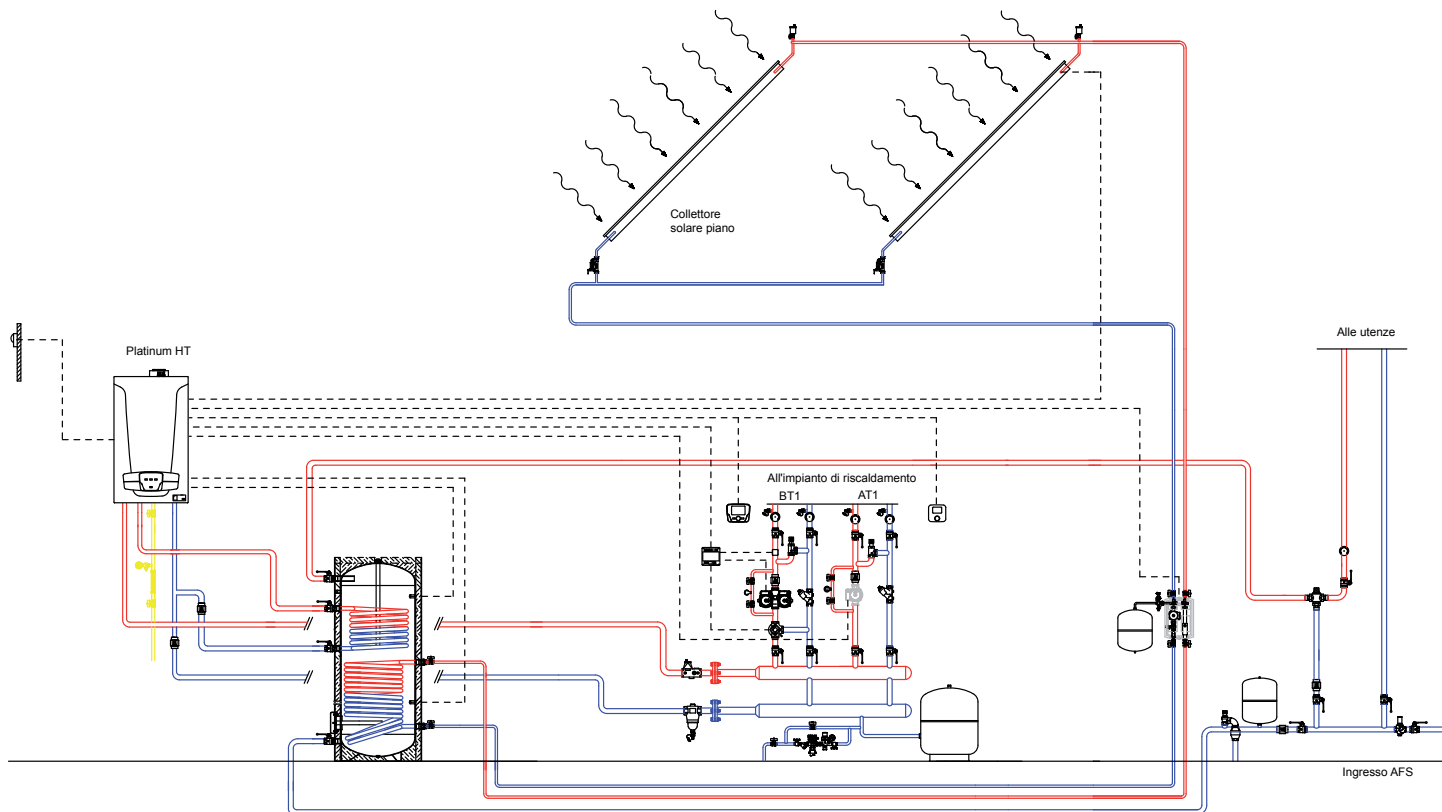 Collettore
solare piano
Alle utenze
Platinum HT
All'impianto di riscaldamento
BT1
AT1
Ingresso AFS